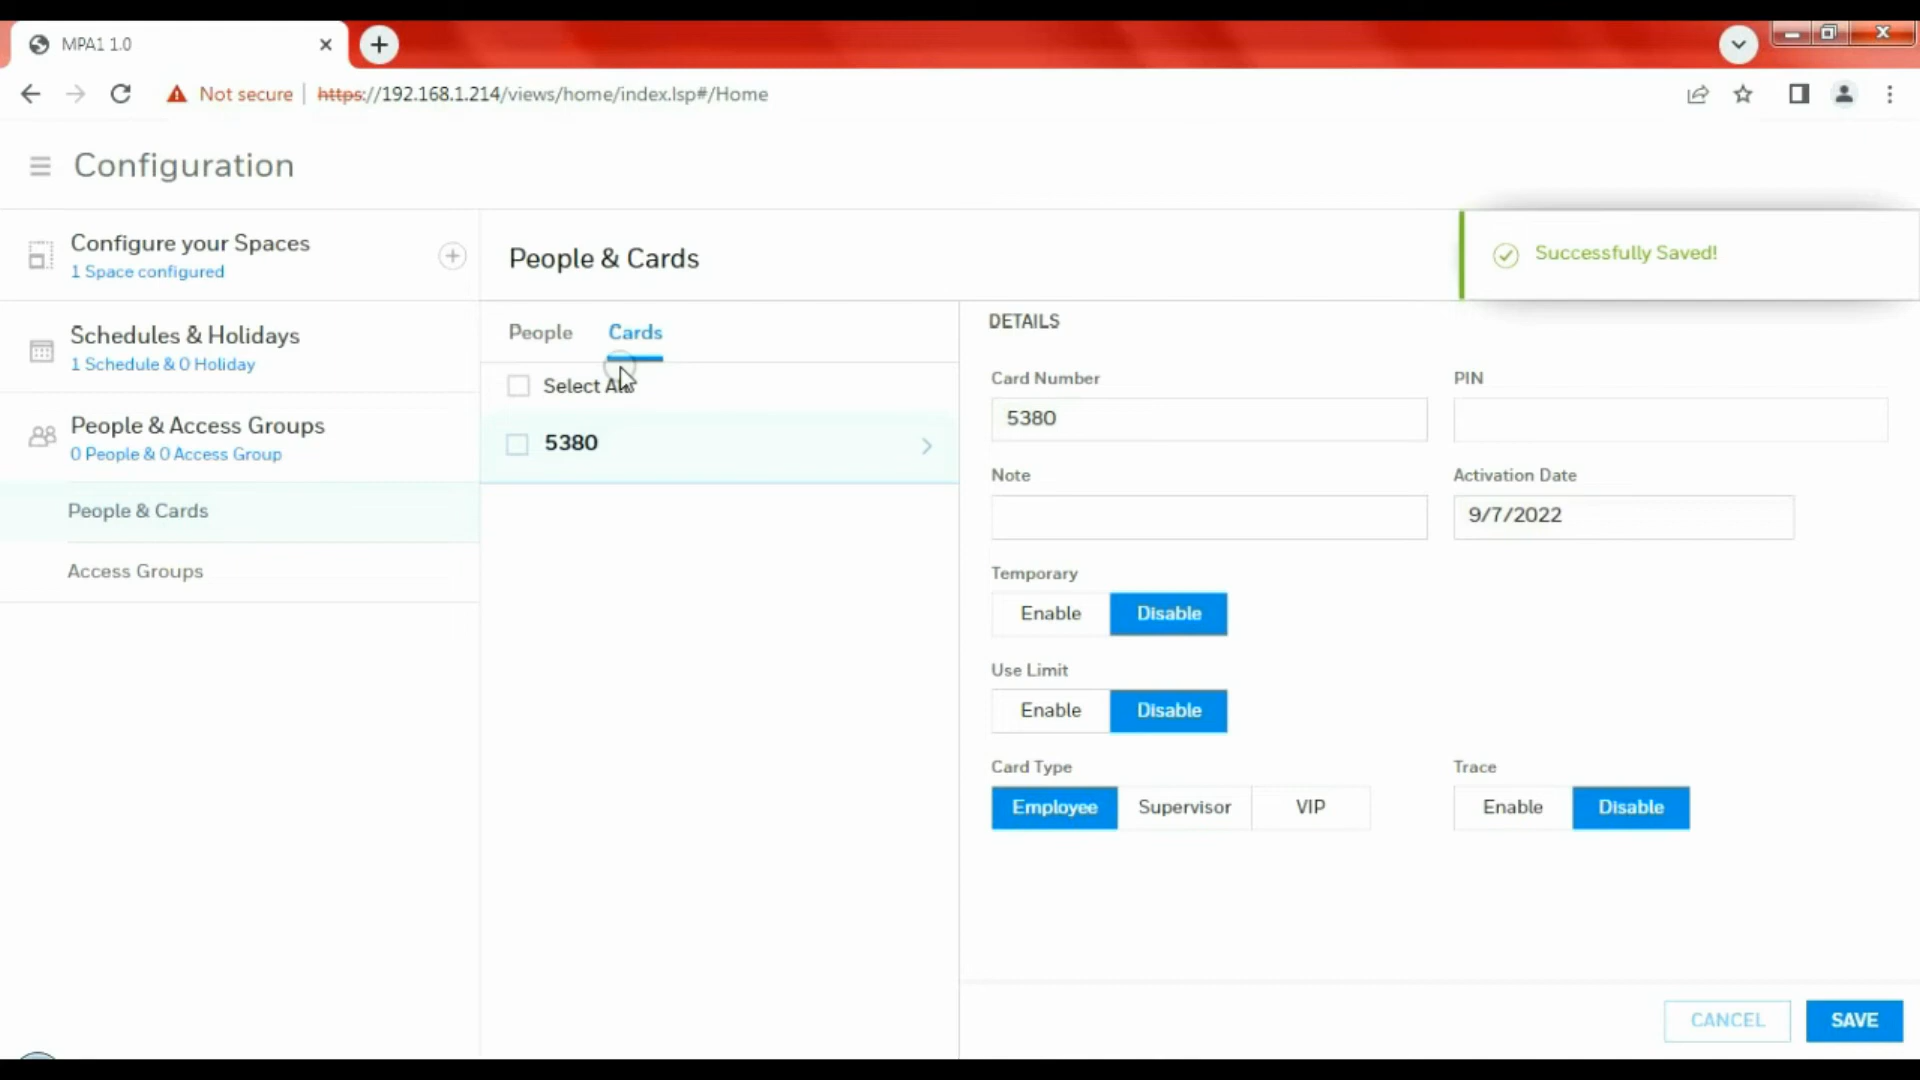 MPA1 1.0
Not secure
https://192.168.1.214/views/home/index.lsp#/Home
Configuration
Configure your Spaces
1 Space configured
Schedules & Holidays
1 Schedule & 0 Holiday
People & Access Groups
0 People & 0 Access Group
People & Cards
Access Groups
People & Cards
People Cards
Select All
5380
Successfully Saved!
DETAILS
Card Number PIN
5380
Note Activation Date
9/7/2022
Temporary
Enable Disable
Use Limit
Enable Disable
Card Type Trace
Employee Supervisor VIP Enable Disable
CANCEL SAVE